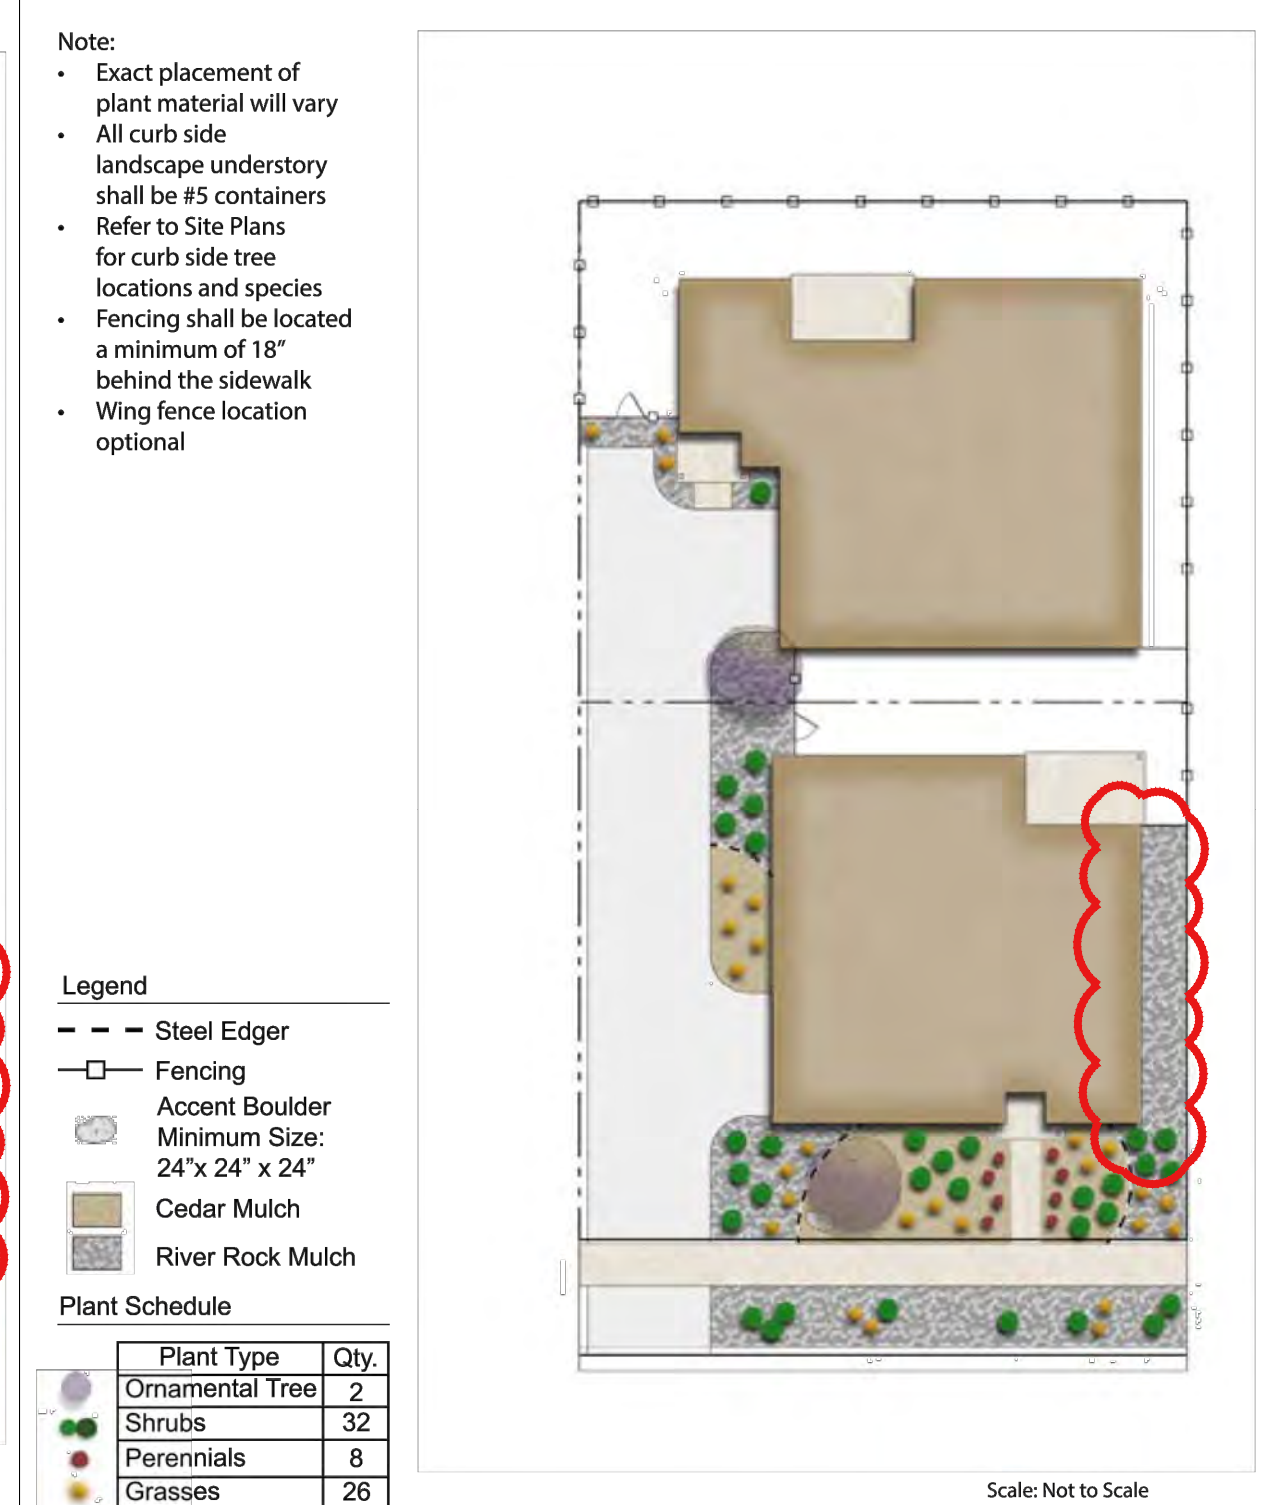 Note:
• Exact placement of
plant material will vary
• All curb side
landscape understory
shall be #5 containers
• Refer to Site Plans
for curb side tree
locations and species
• Fencing shall be located
a minimum of 18”
behind the sidewalk
• Wing fence location
optional
Legend
Steel Edger
Fencing
Accent Boulder
Minimum Size:
24”x 24” x 24”
Cedar Mulch
River Rock Mulch
Plant Schedule
Plant Type Qty.
Ornamental Tree 2
Shrubs 32
Perennials 8
Grasses 26
Scale: Not to Scale